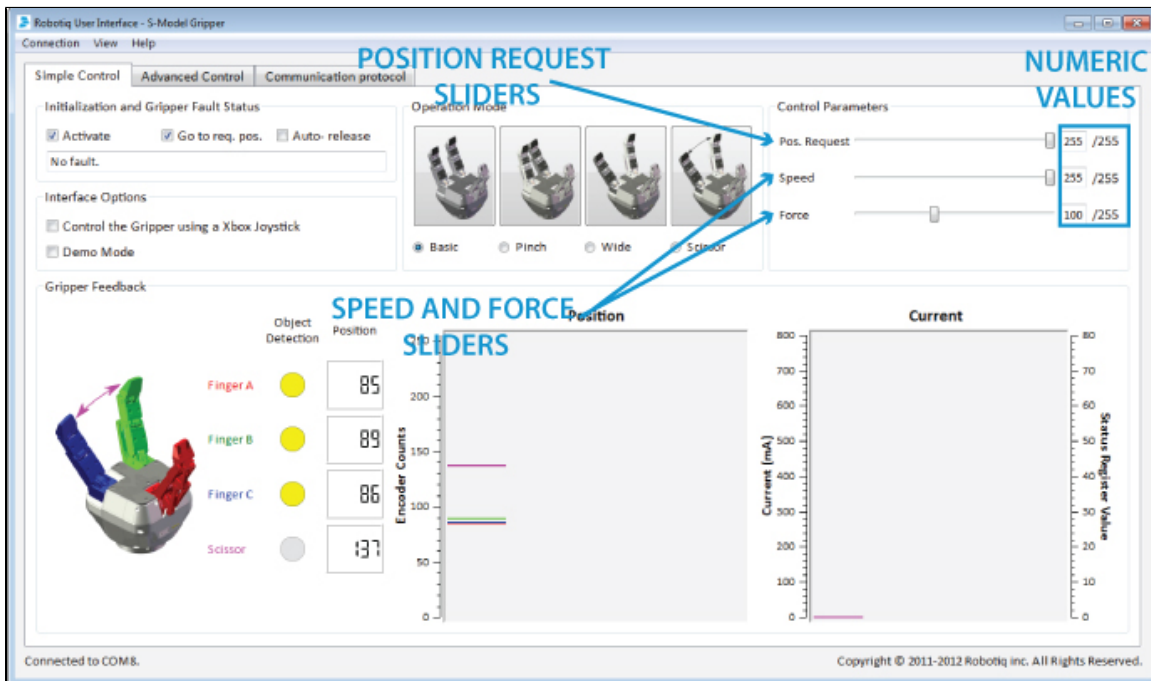 Robotiq User Interface - S-Model Gripper
Connection View Help
POSITION REQUEST
SLIDERS
NUMERIC
VALUES
Simple Control Advanced Control Communication protocol
Initialization and Gripper Fault Status
Activate Go to req. pos. Auto- release
No fault.
Interface Options
Control the Gripper using a Xbox Joystick
Demo Mode
Operation Mode
Basic Pinch Wide Scissor
Control Parameters
Pos. Request 255 /255
Speed 255 /255
Force 100 /255
Gripper Feedback
SPEED AND FORCE
SLIDERS
Object
Detection
Position
Finger A 85
Finger B 89
Finger C 86
Scissor 137
Position
Encoder Counts
250
200
150
100
50
0
Current
Current (mA)
800
700
600
500
400
300
200
100
0
80
70
60
50
40
30
20
10
0
Status Register Value
Connected to COM8.
Copyright © 2011-2012 Robotiq inc. All Rights Reserved.